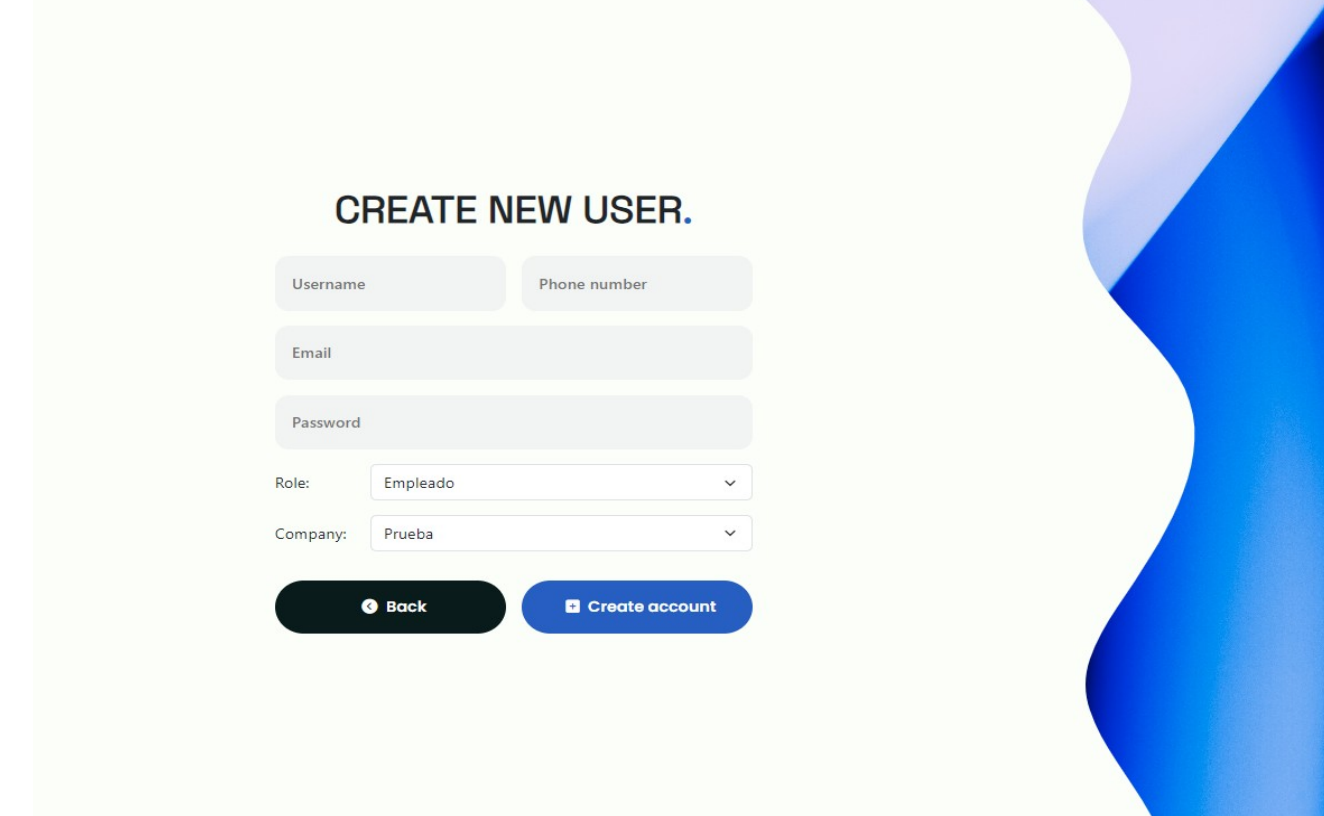 CREATE NEW USER.
Username Phone number
Email
Password
Role: Empleado
Company: Prueba
Back Create account